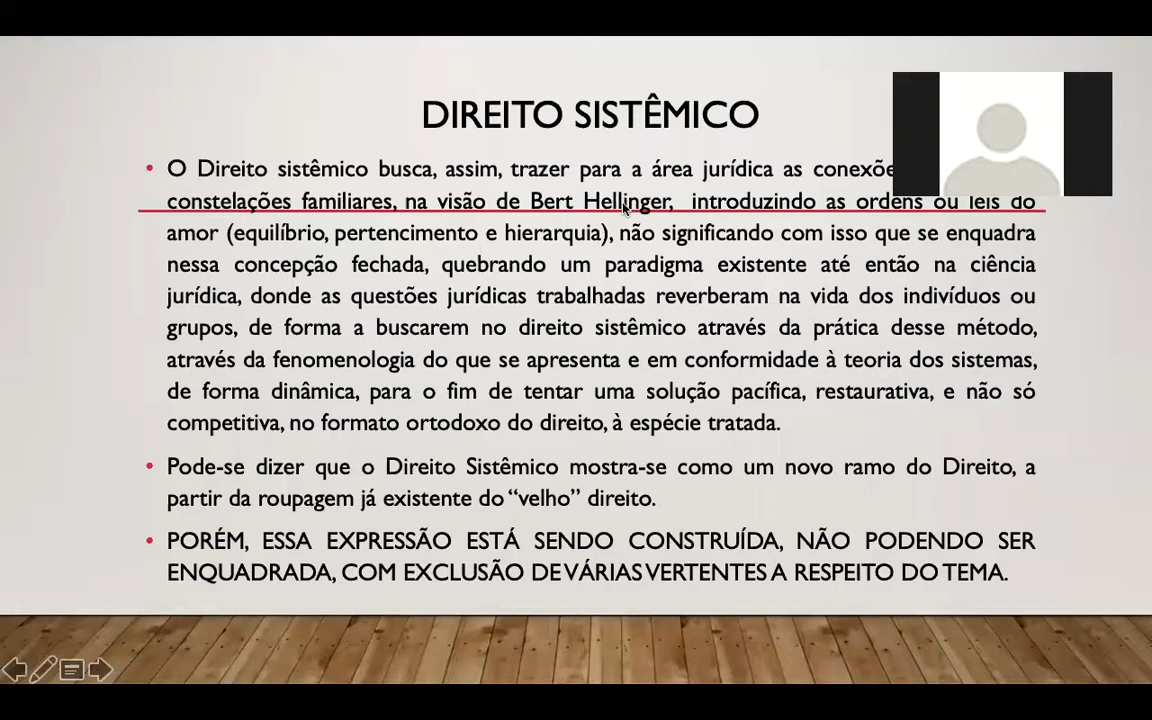 DIREITO SISTÊMICO
• O Direito sistêmico busca, assim, trazer para a área jurídica as
constelações familiares, na visão de Bert Hellinger, introduzindo as ordens ou leis do
amor (equilíbrio, pertencimento e hierarquia), não significando com isso que se enquadra
nessa concepção fechada, quebrando um paradigma existente até então na ciência
jurídica, donde as questões jurídicas trabalhadas reverberam na vida dos indivíduos ou
grupos, de forma a buscarem no direito sistêmico através da prática desse método,
através da fenomenologia do que se apresenta e em conformidade à teoria dos sistemas,
de forma dinâmica, para o fim de tentar uma solução pacífica, restaurativa, e não só
competitiva, no formato ortodoxo do direito, à espécie tratada.
• Pode-se dizer que o Direito Sistêmico mostra-se como um novo ramo do Direito, a
partir da roupagem já existente do “velho” direito.
• PORÉM, ESSA EXPRESSÃO ESTÁ SENDO CONSTRUÍDA, NÃO PODENDO SER
ENQUADRADA, COM EXCLUSÃO DE VÁRIAS VERTENTES A RESPEITO DO TEMA.